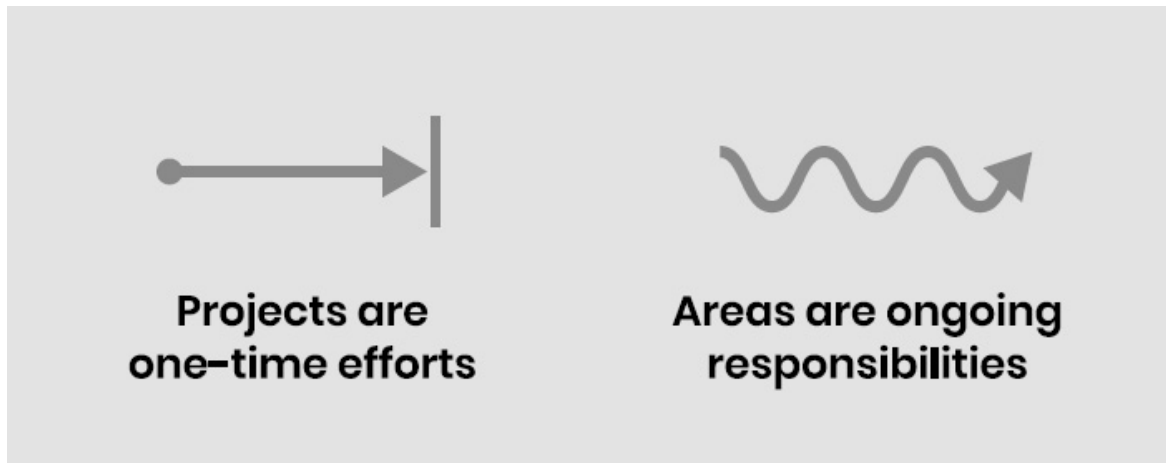 Projects are
one-time efforts
Areas are ongoing
responsibilities